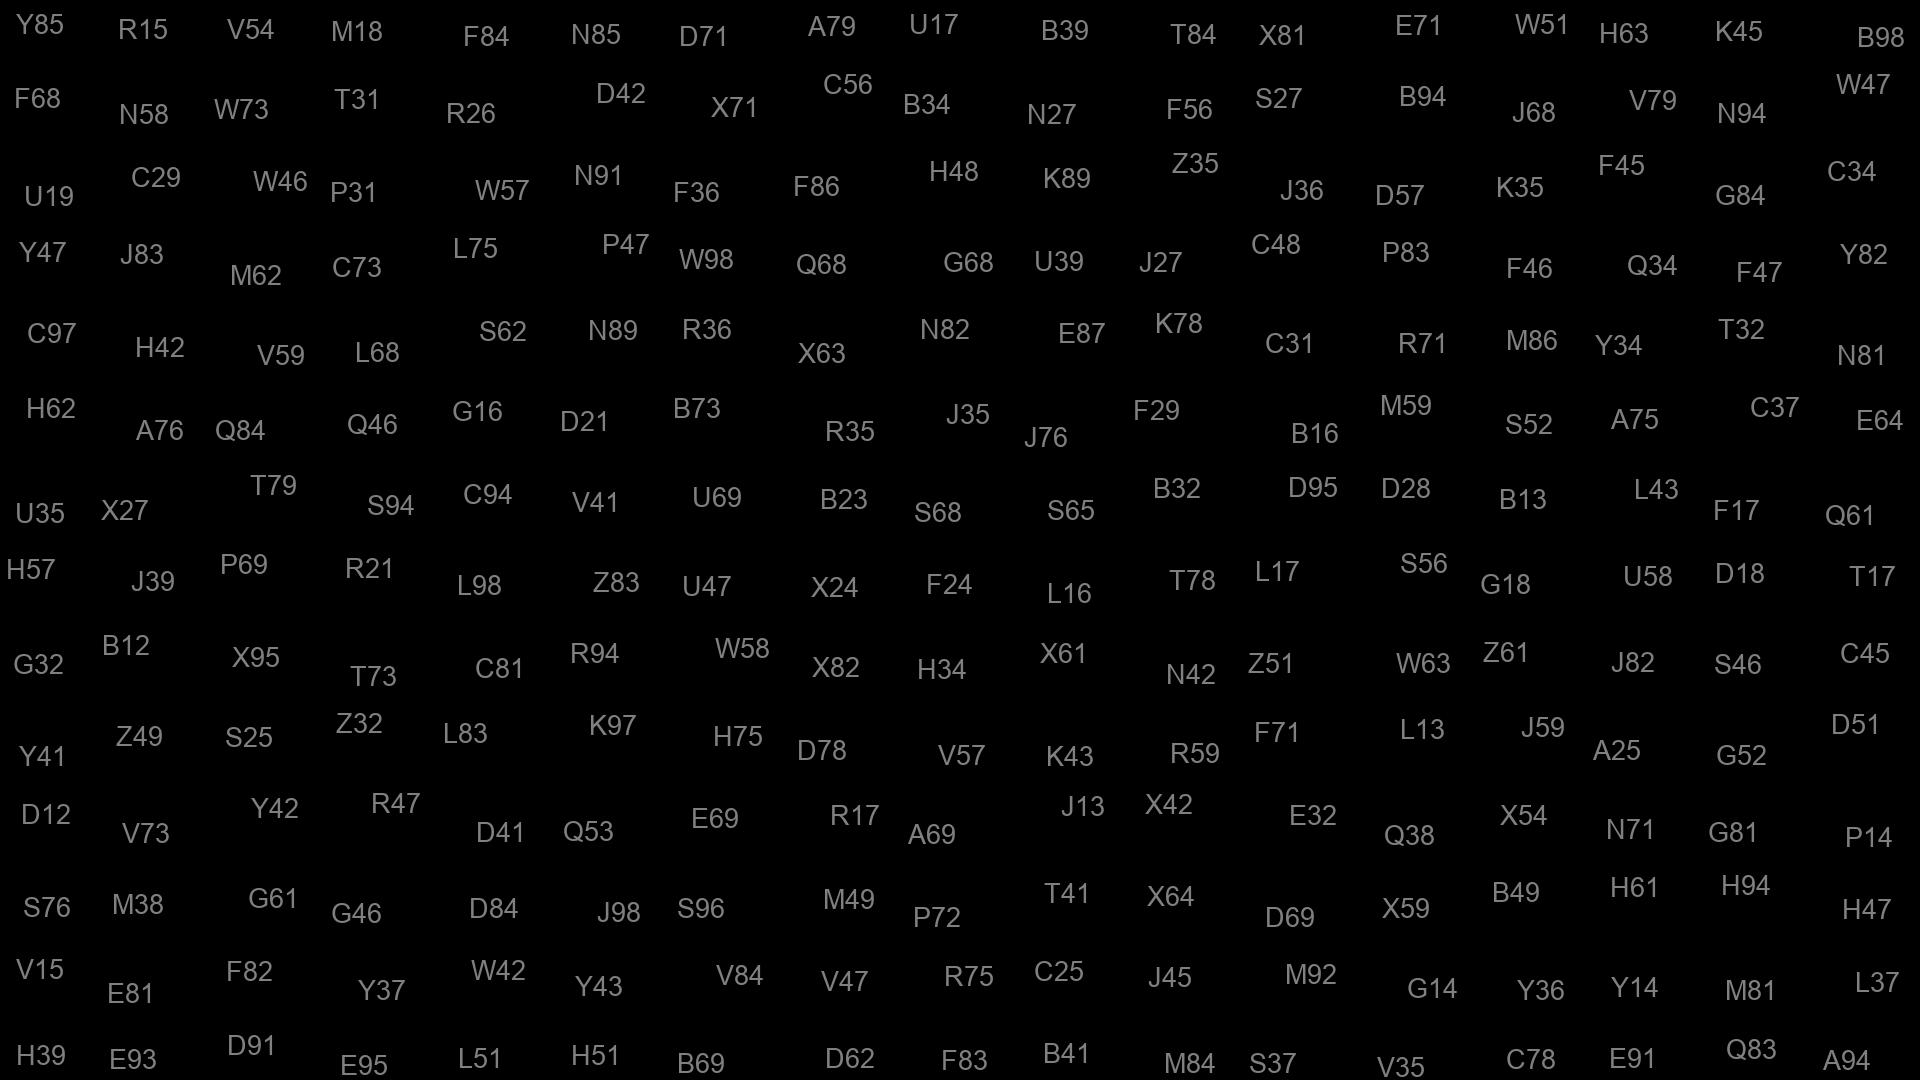 Y85 R15 V54 M18 F84 N85 D71 A79 U17 B39 T84 X81 E71 W51 H63 K45 B98
F68 N58 W73 T31 R26 D42 X71 C56 B34 N27 F56 S27 B94 J68 V79 N94 W47
U19 C29 W46 P31 W57 N91 F36 F86 H48 K89 Z35 J36 D57 K35 F45 G84 C34
Y47 J83 M62 C73 L75 P47 W98 Q68 G68 U39 J27 C48 P83 F46 Q34 F47 Y82
C97 H42 V59 L68 S62 N89 R36 X63 N82 E87 K78 C31 R71 M86 Y34 T32 N81
H62 A76 Q84 Q46 G16 D21 B73 R35 J35 J76 F29 B16 M59 S52 A75 C37 E64
U35 X27 T79 S94 C94 V41 U69 B23 S68 S65 B32 D95 D28 B13 L43 F17 Q61
H57 J39 P69 R21 L98 Z83 U47 X24 F24 L16 T78 L17 S56 G18 U58 D18 T17
G32 B12 X95 T73 C81 R94 W58 X82 H34 X61 N42 Z51 W63 Z61 J82 S46 C45
Y41 Z49 S25 Z32 L83 K97 H75 D78 V57 K43 R59 F71 L13 J59 A25 G52 D51
D12 V73 Y42 R47 D41 Q53 E69 R17 A69 J13 X42 E32 Q38 X54 N71 G81 P14
S76 M38 G61 G46 D84 J98 S96 M49 P72 T41 X64 D69 X59 B49 H61 H94 H47
V15 E81 F82 Y37 W42 Y43 V84 V47 R75 C25 J45 M92 G14 Y36 Y14 M81 L37
H39 E93 D91 E95 L51 H51 B69 D62 F83 B41 M84 S37 V35 C78 E91 Q83 A94